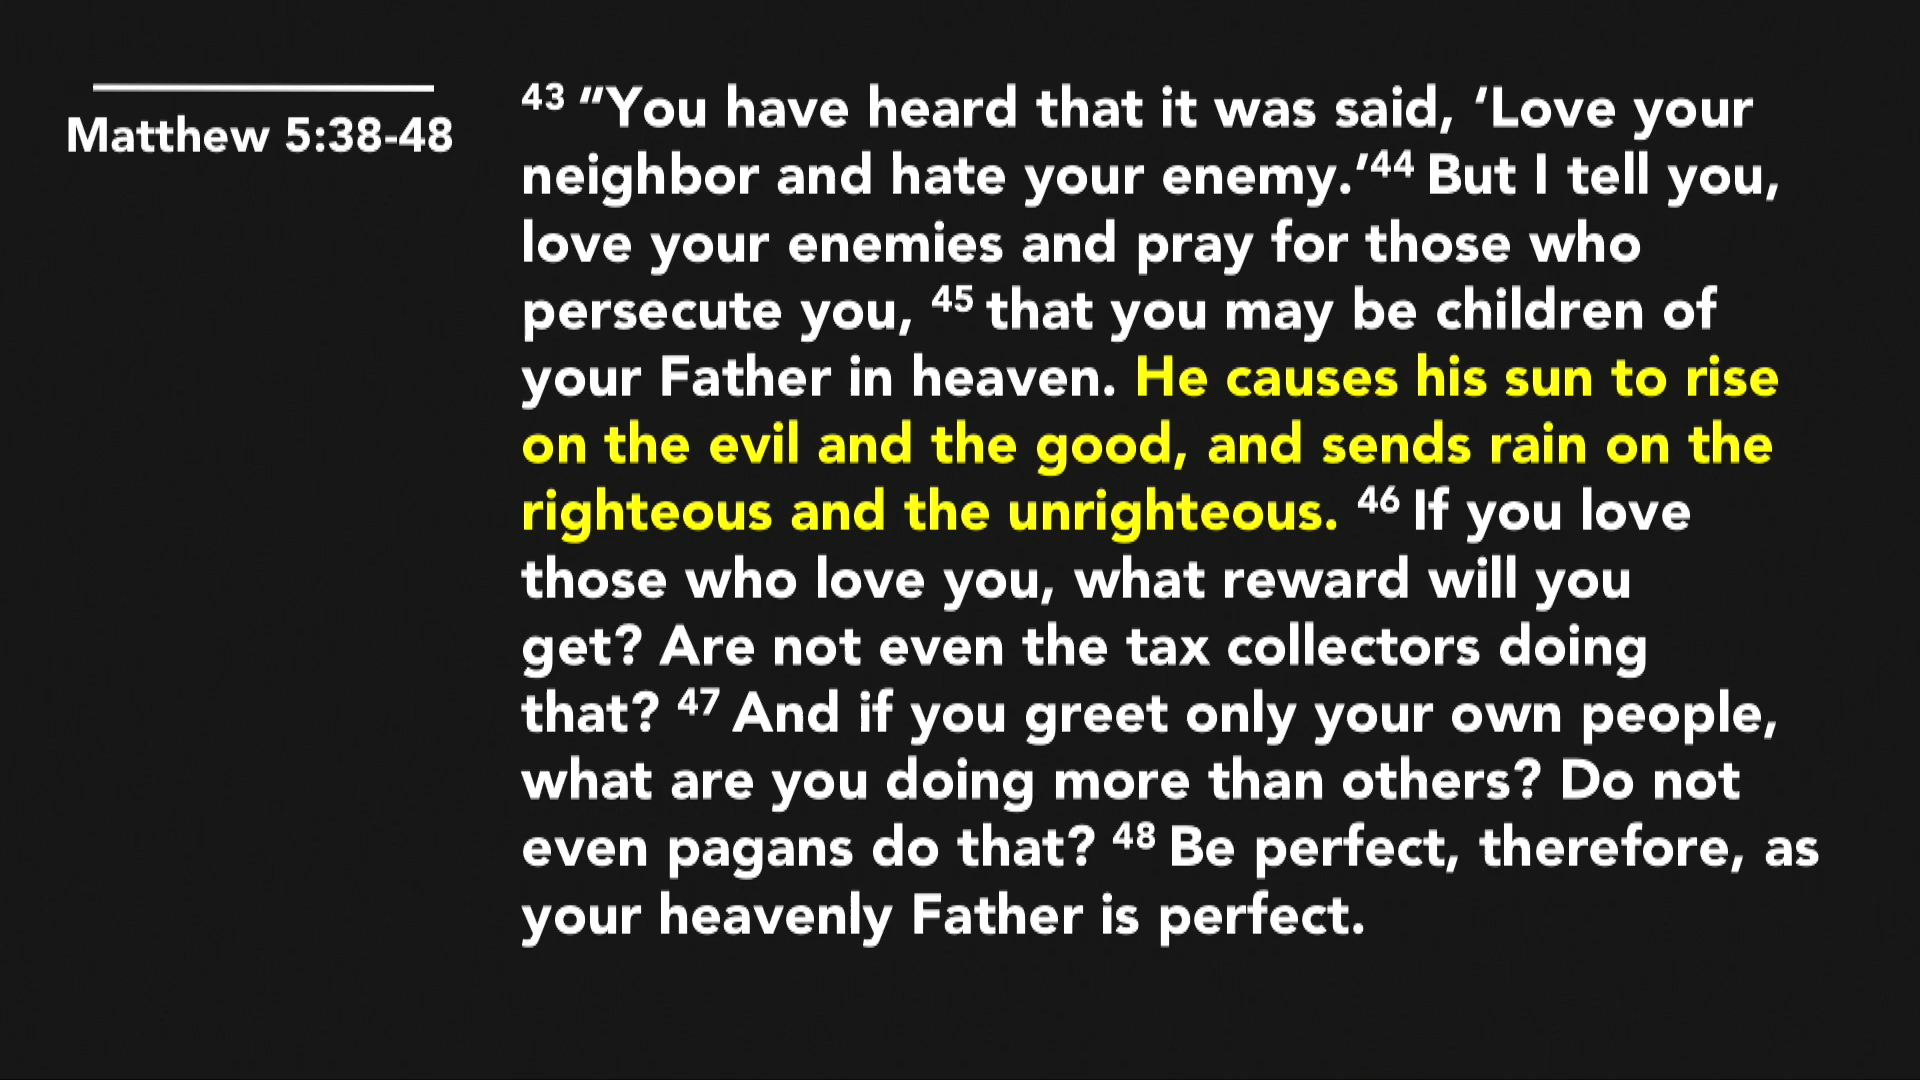 Matthew 5:38-48
43 “You have heard that it was said, ‘Love your
neighbor and hate your enemy.’44 But I tell you,
love your enemies and pray for those who
persecute you, 45 that you may be children of
your Father in heaven. He causes his sun to rise
on the evil and the good, and sends rain on the
righteous and the unrighteous. 46 If you love
those who love you, what reward will you
get? Are not even the tax collectors doing
that? 47 And if you greet only your own people,
what are you doing more than others? Do not
even pagans do that? 48 Be perfect, therefore, as
your heavenly Father is perfect.